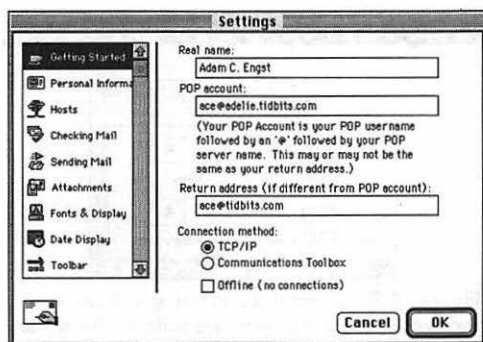 Settings
Getting Started
Personal Informa
Hosts
Checking Mail
Sending Mail
Attachments
Fonts & Display
Date Display
Toolbar
Real name:
Adam C. Engst
POP account:
ace@adelie.tidbits.com
(Your POP Account is your POP username
followed by an '@' followed by your POP
server name. This may or may not be the
same as your return address.)
Return address (if different from POP account):
ace@tidbits.com
Connection method:
TCP/IP
Communications Toolbox
Offline (no connections)
Cancel
OK